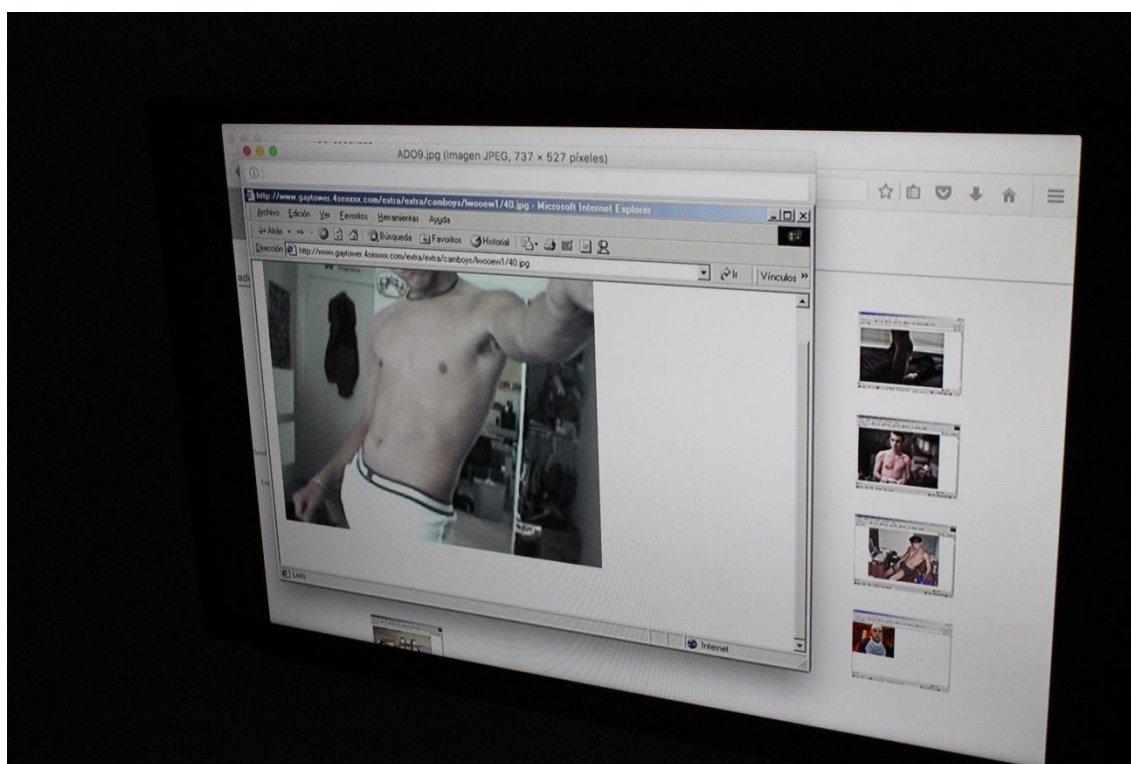 ADO9.jpg (Imagen JPEG, 737 × 527 píxeles)
http://www.gaytower.4sexxxx.com/extra/extra/camboys/lwooew1/40.jpg - Microsoft Internet Explorer
Archivo Edición Ver Favoritos Herramientas Ayuda
Atrás Búsqueda Favoritos Historial
Dirección http://www.gaytower.4sexxxx.com/extra/extra/camboys/lwooew1/40.jpg Ir Vínculos »
Listo
Internet